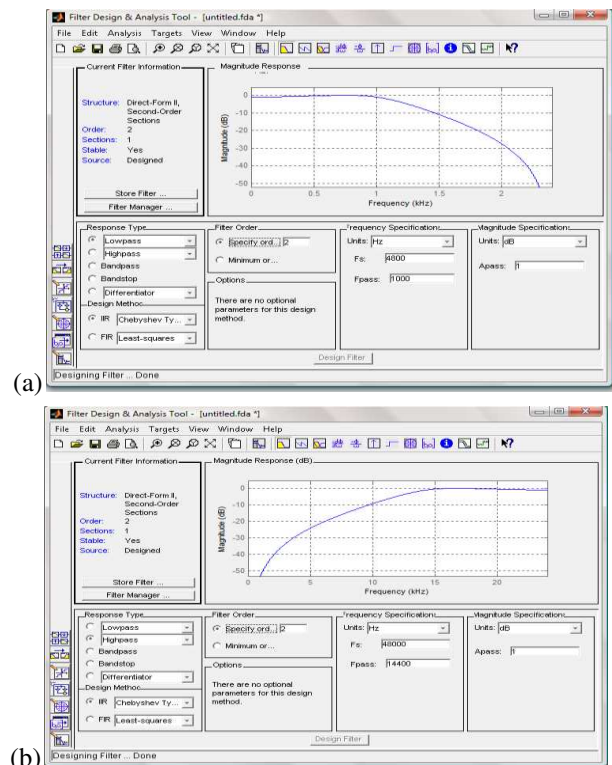 Filter Design & Analysis Tool - [untitled.fda *]
File Edit Analysis Targets View Window Help
Current Filter Information
Magnitude Response
Structure: Direct-Form II,
Second-Order
Sections
Order: 2
Sections: 1
Stable: Yes
Source: Designed
Store Filter ...
Filter Manager ...
Magnitude (dB)
0
-10
-20
-30
-40
-50
0 0.5 1 1.5 2
Frequency (kHz)
Response Type
Lowpass
Highpass
Bandpass
Bandstop
Differentiator
Design Method
IIR Chebyshev Ty...
FIR Least-squares
Filter Order
Specify ord... 2
Minimum or...
Options
There are no optional
parameters for this design
method.
Frequency Specifications
Units: Hz
Fs: 4800
Fpass: 1000
Magnitude Specifications
Units: dB
Apass: 1
Design Filter
Designing Filter ... Done
(a)
Filter Design & Analysis Tool - [untitled.fda *]
File Edit Analysis Targets View Window Help
Current Filter Information
Magnitude Response (dB)
Structure: Direct-Form II,
Second-Order
Sections
Order: 2
Sections: 1
Stable: Yes
Source: Designed
Store Filter ...
Filter Manager ...
Magnitude (dB)
0
-10
-20
-30
-40
-50
0 5 10 15 20
Frequency (kHz)
Response Type
Lowpass
Highpass
Bandpass
Bandstop
Differentiator
Design Method
IIR Chebyshev Ty...
FIR Least-squares
Filter Order
Specify ord... 2
Minimum or...
Options
There are no optional
parameters for this design
method.
Frequency Specifications
Units: Hz
Fs: 48000
Fpass: 14400
Magnitude Specifications
Units: dB
Apass: 1
Design Filter
Designing Filter ... Done
(b)